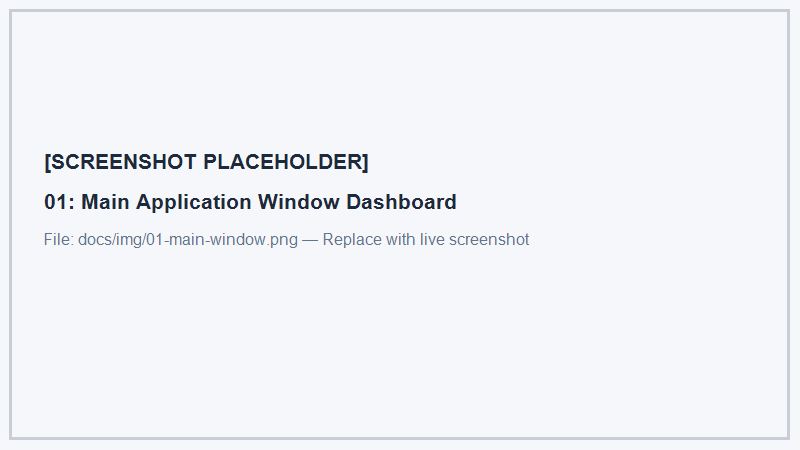 [SCREENSHOT PLACEHOLDER]
01: Main Application Window Dashboard
File: docs/img/01-main-window.png — Replace with live screenshot